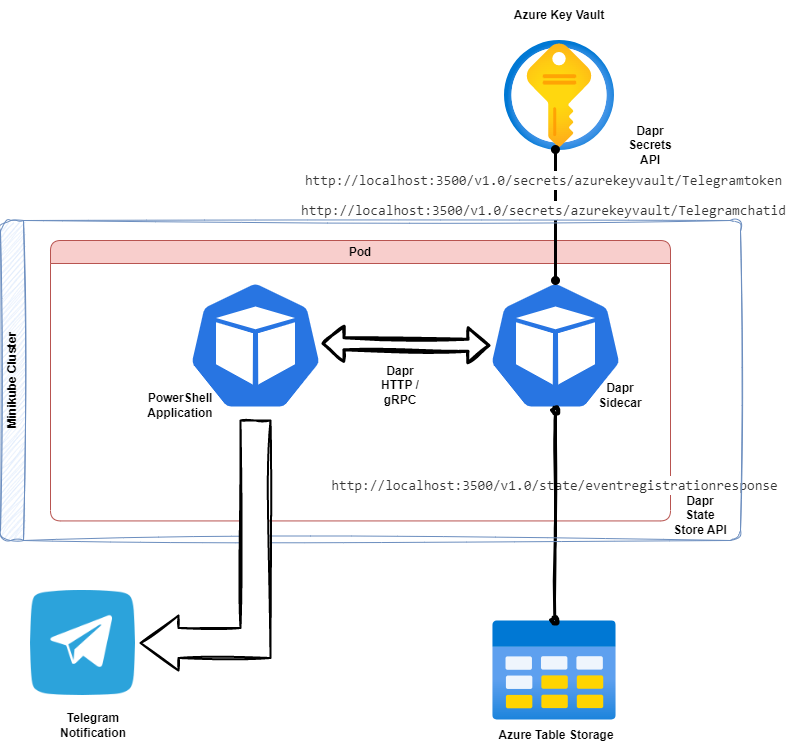 Azure Key Vault
Dapr
Secrets
API
http://localhost:3500/v1.0/secrets/azurekeyvault/Telegramtoken
http://localhost:3500/v1.0/secrets/azurekeyvault/Telegramchatid
Pod
Minikube Cluster
PowerShell
Application
Dapr
HTTP /
gRPC
Dapr
Sidecar
http://localhost:3500/v1.0/state/eventregistrationresponse
Dapr
State
Store API
Telegram
Notification
Azure Table Storage